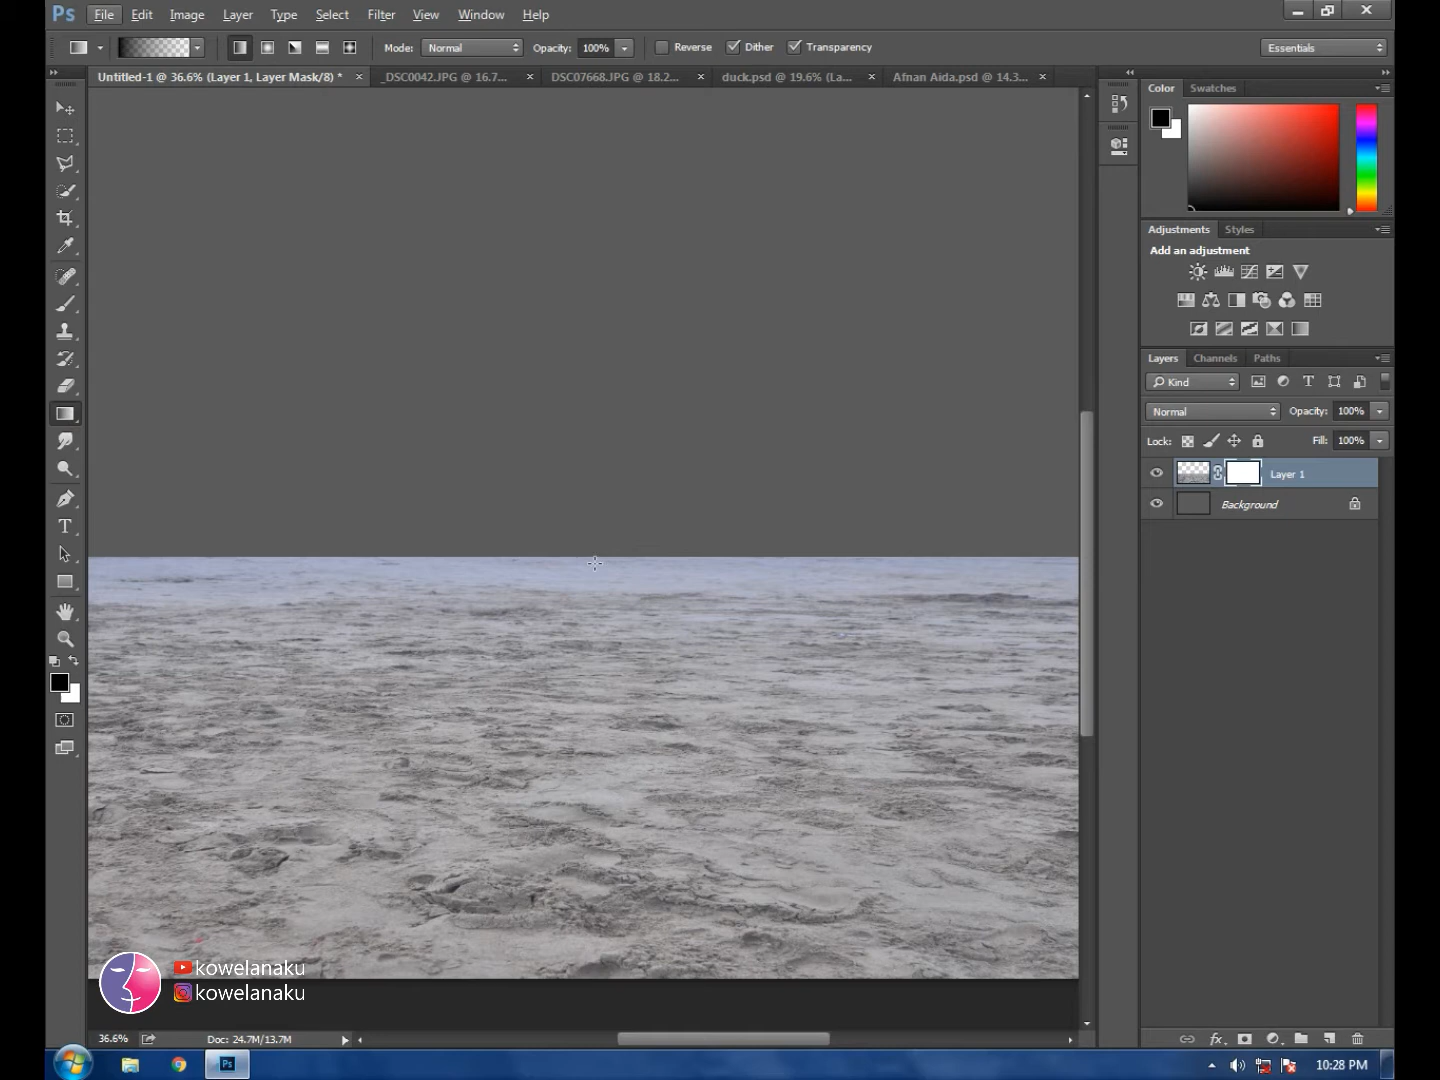 Ps File Edit Image Layer Type Select Filter View Window Help
Mode: Normal Opacity: 100% Reverse Dither Transparency Essentials
Untitled-1 @ 36.6% (Layer 1, Layer Mask/8) * _DSC0042.JPG @ 16.7... DSC07668.JPG @ 18.2... duck.psd @ 19.6% (La... Afnan Aida.psd @ 14.3...
Color Swatches
Adjustments Styles
Add an adjustment
Layers Channels Paths
Kind
Normal Opacity: 100%
Lock: Fill: 100%
Layer 1
Background
kowelanaku
kowelanaku
36.6% Doc: 24.7M/13.7M
Ps 10:28 PM